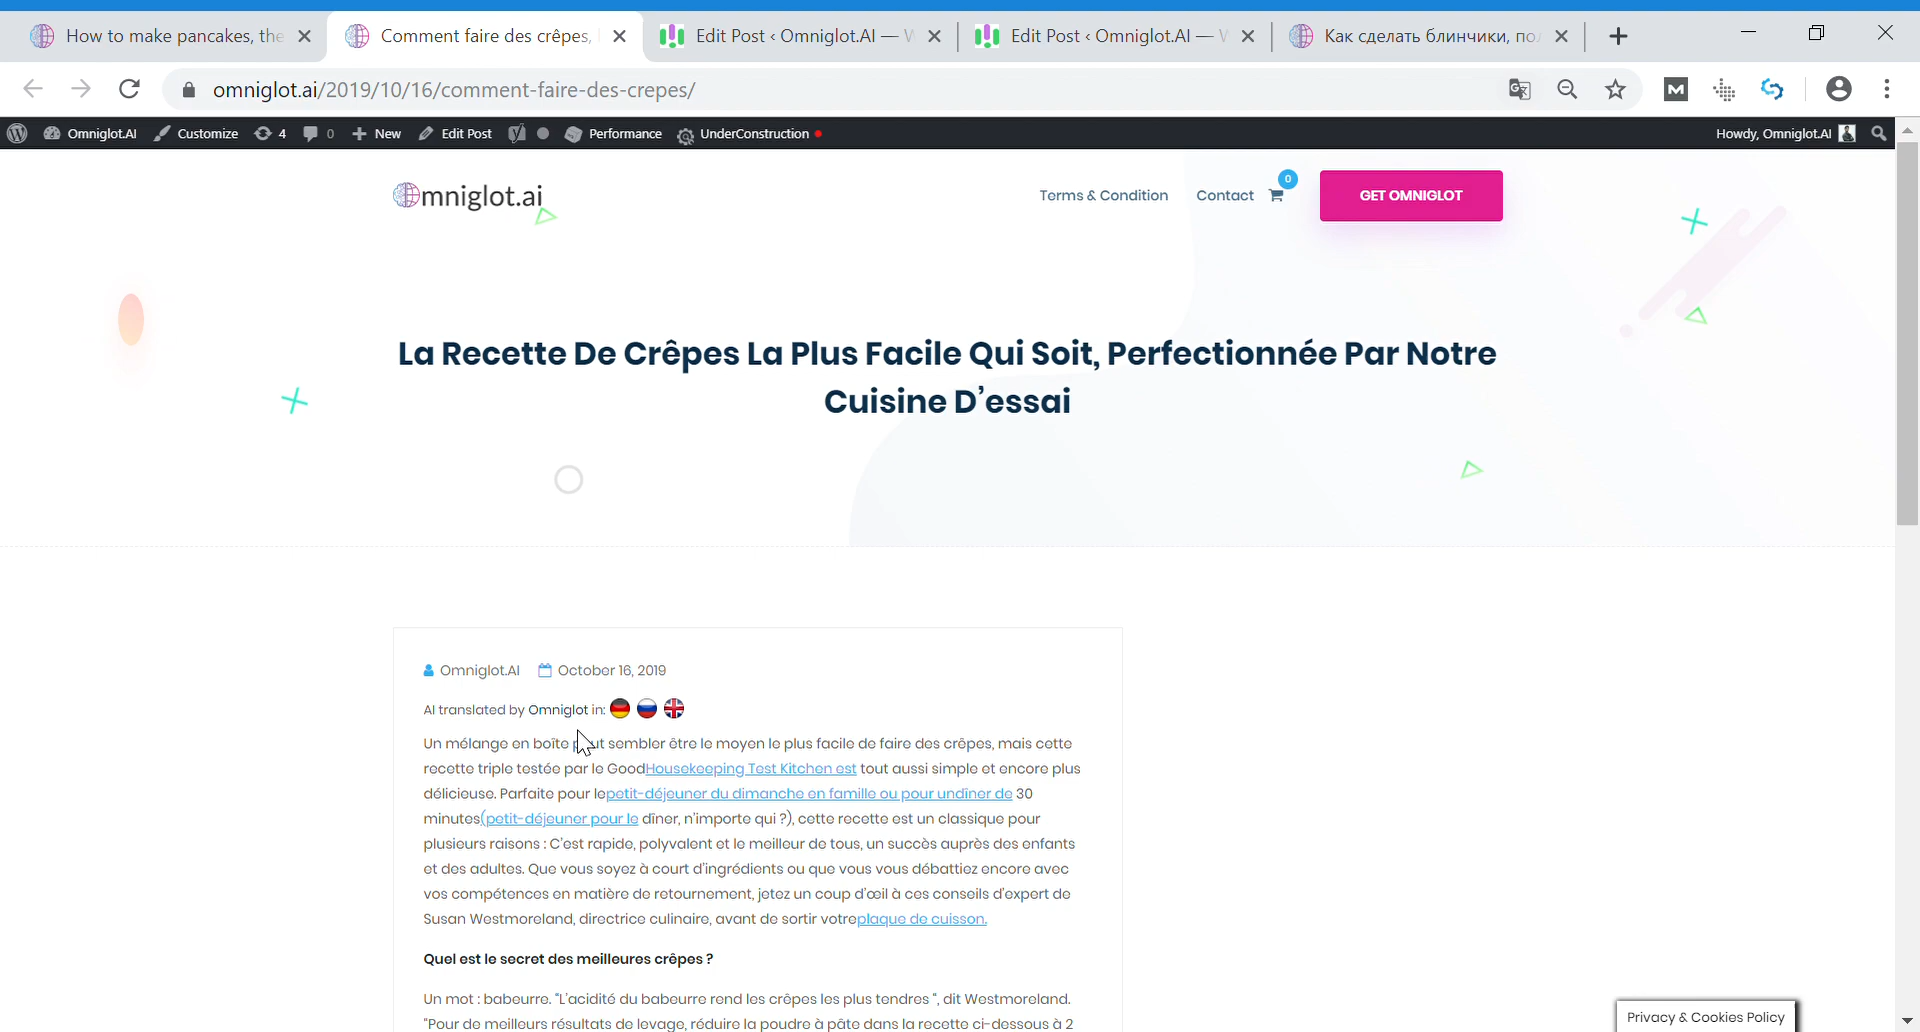 How to make pancakes, the
Comment faire des crêpes,
Edit Post ‹ Omniglot.AI —
Edit Post ‹ Omniglot.AI —
Как сделать блинчики, по
omniglot.ai/2019/10/16/comment-faire-des-crepes/
Omniglot.AI
Customize
4
0
New
Edit Post
Performance
UnderConstruction
Howdy, Omniglot.AI
mniglot.ai
Terms & Condition
Contact
0
GET OMNIGLOT
La Recette De Crêpes La Plus Facile Qui Soit, Perfectionnée Par Notre
Cuisine D’essai
Omniglot.AI October 16, 2019
AI translated by Omniglot in:
Un mélange en boîte peut sembler être le moyen le plus facile de faire des crêpes, mais cette
recette triple testée par le GoodHousekeeping Test Kitchen est tout aussi simple et encore plus
délicieuse. Parfaite pour lepetit-déjeuner du dimanche en famille ou pour undîner de 30
minutes(petit-déjeuner pour le dîner, n’importe qui ?), cette recette est un classique pour
plusieurs raisons : C’est rapide, polyvalent et le meilleur de tous, un succès auprès des enfants
et des adultes. Que vous soyez à court d’ingrédients ou que vous vous débattiez encore avec
vos compétences en matière de retournement, jetez un coup d’œil à ces conseils d’expert de
Susan Westmoreland, directrice culinaire, avant de sortir votreplaque de cuisson.
Quel est le secret des meilleures crêpes ?
Un mot : babeurre. “L’acidité du babeurre rend les crêpes les plus tendres “, dit Westmoreland.
“Pour de meilleurs résultats de levage, réduire la poudre à pâte dans la recette ci-dessous à 2
Privacy & Cookies Policy